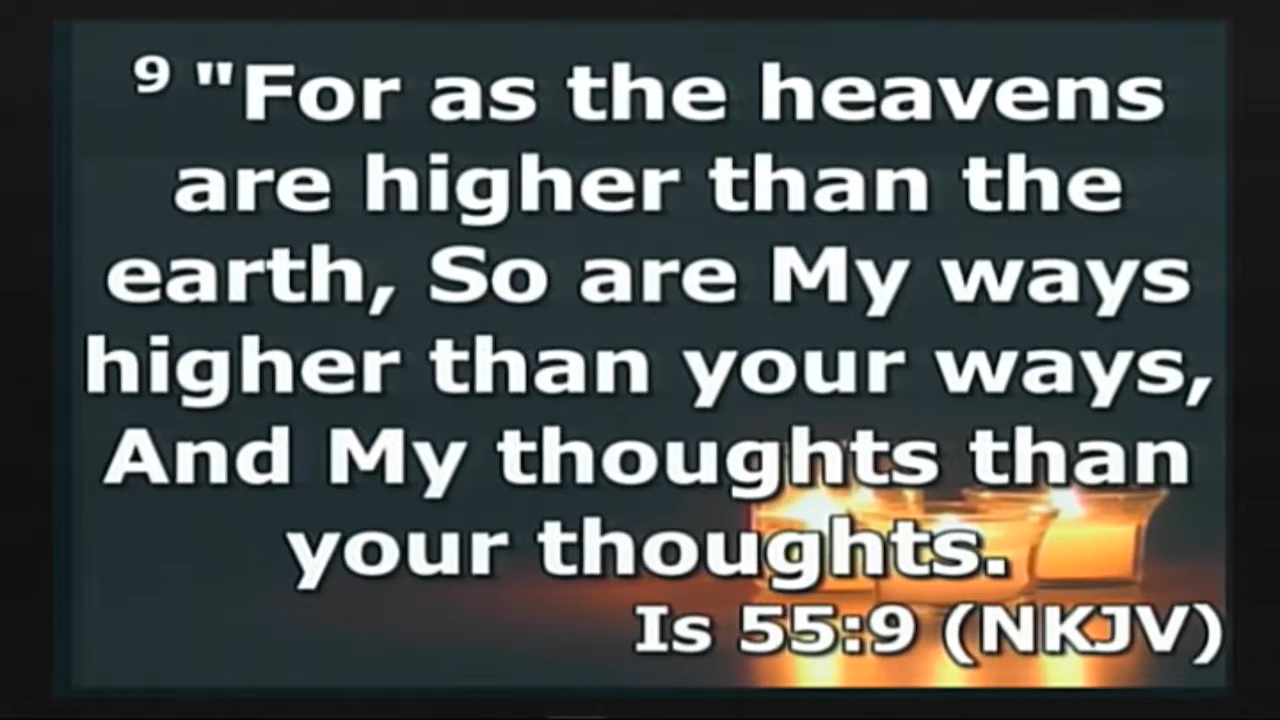 9 "For as the heavens
are higher than the
earth, So are My ways
higher than your ways,
And My thoughts than
your thoughts.
Is 55:9 (NKJV)